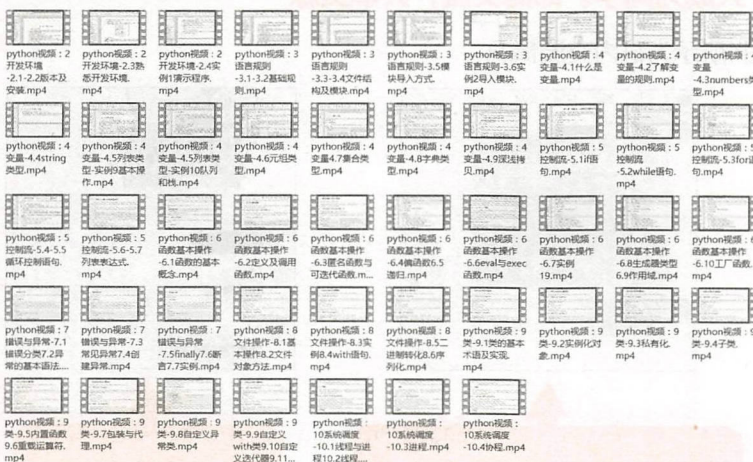 python视频：2
开发环境
-2.1-2.2版本及
安装.mp4
python视频：2
开发环境-2.3熟
悉开发环境.
mp4
python视频：2
开发环境-2.4实
例1演示程序.
mp4
python视频：3
语言规则
-3.1-3.2基础规
则.mp4
python视频：3
语言规则
-3.3-3.4文件结
构及模块.mp4
python视频：3
语言规则-3.5模
块导入方式.
mp4
python视频：3
语言规则-3.6实
例2导入模块.
mp4
python视频：4
变量-4.1什么是
变量.mp4
python视频：4
变量-4.2了解变
量的规则.mp4
python视频：4
变量
-4.3numbers类
型.mp4
python视频：4
变量-4.4string
类型.mp4
python视频：4
变量-4.5列表类
型-实例9基本操
作.mp4
python视频：4
变量-4.5列表类
型-实例10队列
和栈.mp4
python视频：4
变量-4.6元组类
型.mp4
python视频：4
变量4.7集合类
型.mp4
python视频：4
变量-4.8字典类
型.mp4
python视频：4
变量-4.9深浅拷
贝.mp4
python视频：5
控制流-5.1if语
句.mp4
python视频：5
控制流
-5.2while语句.
mp4
python视频：5
控制流-5.3for语
句.mp4
python视频：5
控制流-5.4-5.5
循环控制语句.
mp4
python视频：5
控制流-5.6-5.7
列表表达式.
mp4
python视频：6
函数基本操作
-6.1函数的基本
概念.mp4
python视频：6
函数基本操作
-6.2定义及调用
函数.mp4
python视频：6
函数基本操作
-6.3匿名函数与
可迭代函数.m...
python视频：6
函数基本操作
-6.4偏函数6.5
递归.mp4
python视频：6
函数基本操作
-6.6eval与exec
函数.mp4
python视频：6
函数基本操作
-6.7实例
19.mp4
python视频：6
函数基本操作
-6.8生成器类型
6.9作用域.mp4
python视频：6
函数基本操作
-6.10工厂函数.
mp4
python视频：7
错误与异常-7.1
错误分类7.2异
常的基本语法....
python视频：7
错误与异常-7.3
常见异常7.4创
建异常.mp4
python视频：7
错误与异常
-7.5finally7.6断
言7.7实例.mp4
python视频：8
文件操作-8.1基
本操作8.2文件
对象方法.mp4
python视频：8
文件操作-8.3实
例8.4with语句.
mp4
python视频：8
文件操作-8.5二
进制转化8.6序
列化.mp4
python视频：9
类-9.1类的基本
术语及实现.
mp4
python视频：9
类-9.2实例化对
象.mp4
python视频：9
类-9.3私有化.
mp4
python视频：9
类-9.4子类.
mp4
python视频：9
类-9.5内置函数
9.6重载运算符.
mp4
python视频：9
类-9.7包装与代
理.mp4
python视频：9
类-9.8自定义异
常类.mp4
python视频：9
类-9.9自定义
with类9.10自定
义迭代器9.11...
python视频：
10系统调度
-10.1线程与进
程10.2线程....
python视频：
10系统调度
-10.3进程.mp4
python视频：
10系统调度
-10.4协程.mp4